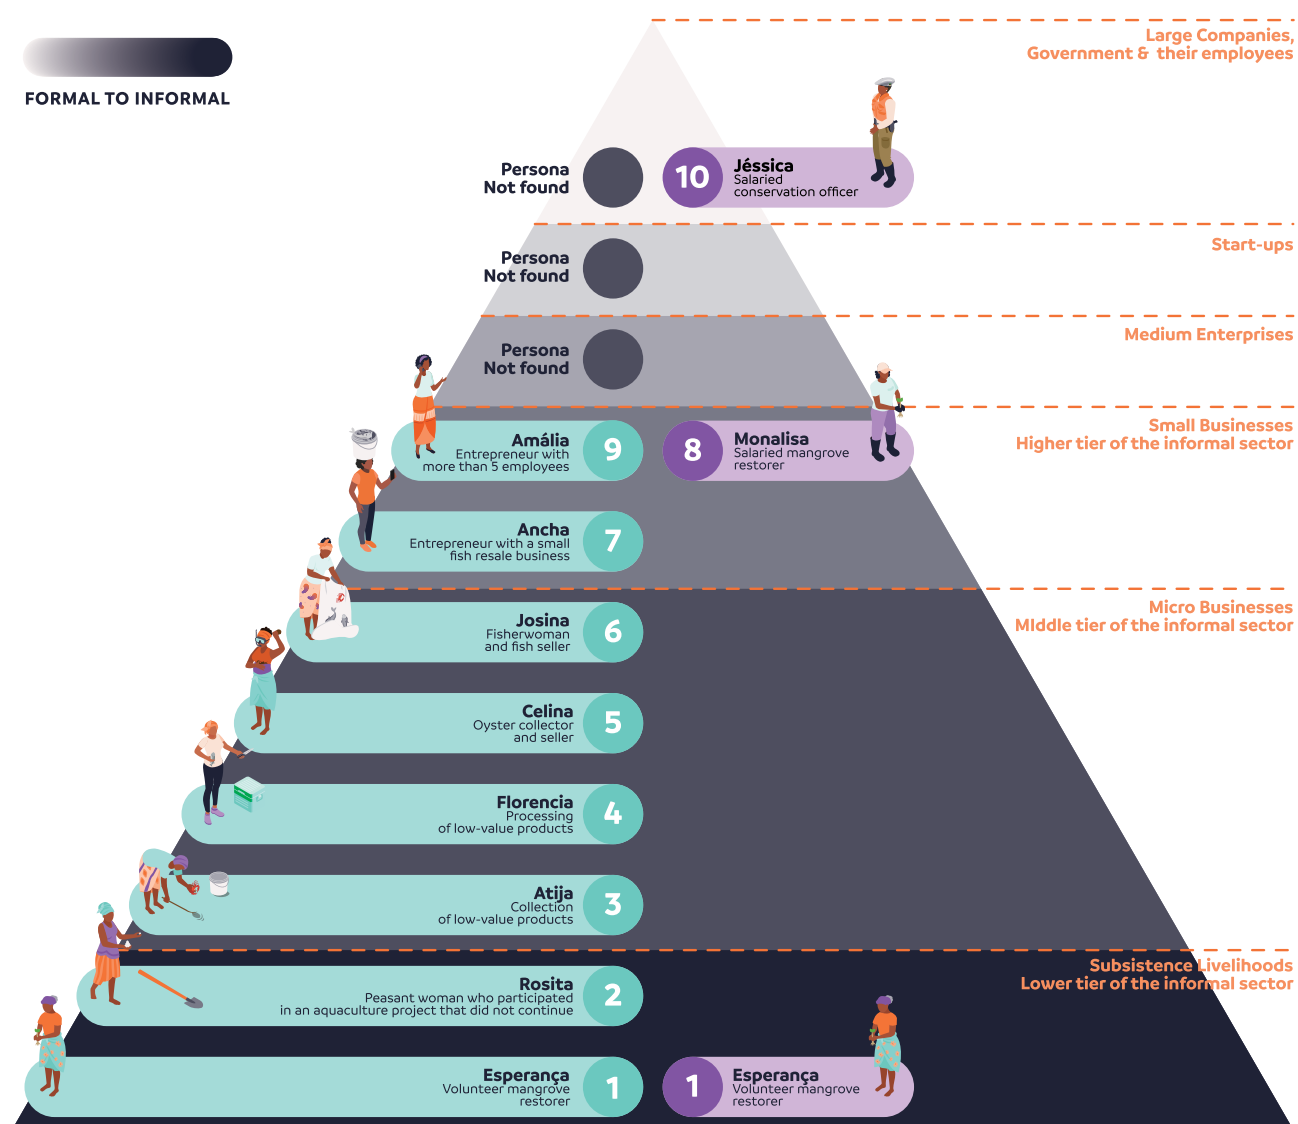 FORMAL TO INFORMAL
Large Companies,
Government & their employees
Persona
Not found
10
Jéssica
Salaried
conservation officer
Start-ups
Persona
Not found
Medium Enterprises
Persona
Not found
Small Businesses
Higher tier of the informal sector
Amália
Entrepreneur with
more than 5 employees
9
8
Monalisa
Salaried mangrove
restorer
Ancha
Entrepreneur with a small
fish resale business
7
Micro Businesses
MIddle tier of the informal sector
Josina
Fisherwoman
and fish seller
6
Celina
Oyster collector
and seller
5
Florencia
Processing
of low-value products
4
Atija
Collection
of low-value products
3
Subsistence Livelihoods
Lower tier of the informal sector
Rosita
Peasant woman who participated
in an aquaculture project that did not continue
2
Esperança
Volunteer mangrove
restorer
1
1
Esperança
Volunteer mangrove
restorer